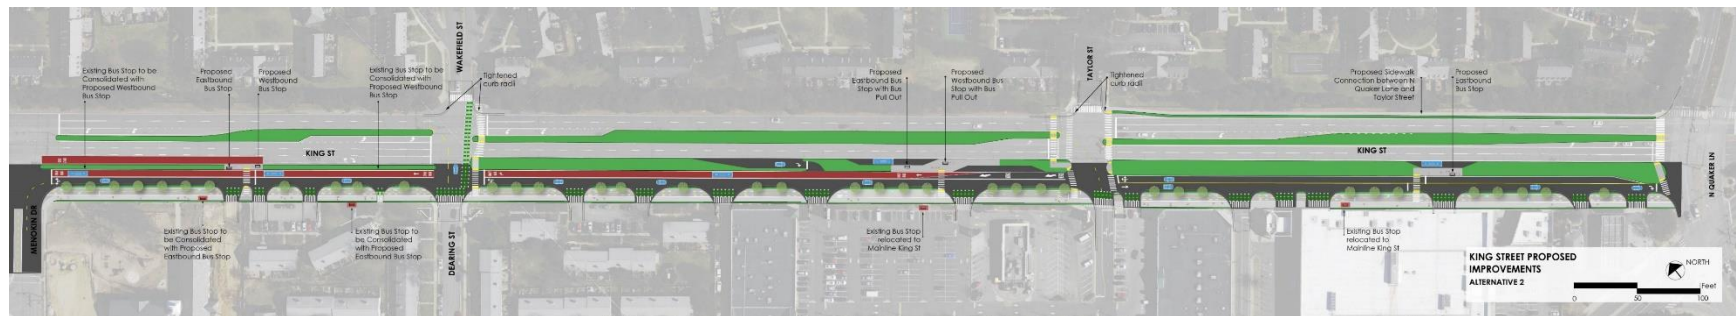 Existing Bus Stop to be
Consolidated with
Proposed Westbound
Bus Stop
Proposed
Eastbound
Bus Stop
Proposed
Westbound
Bus Stop
Existing Bus Stop to be
Consolidated with
Proposed Westbound
Bus Stop
WAKEFIELD ST
Tightened
curb radii
Proposed
Eastbound Bus
Stop with Bus
Pull Out
Proposed
Westbound Bus
Stop with Bus
Pull Out
TAYLOR ST
Tightened
curb radii
Proposed Sidewalk
Connection between N
Quaker Lane and
Taylor Street
Proposed
Eastbound
Bus Stop
KING ST
KING ST
MENOKIN DR
N QUAKER LN
Existing Bus Stop to
be Consolidated
with Proposed
Eastbound Bus Stop
Existing Bus Stop to
be Consolidated
with Proposed
Eastbound Bus Stop
DEARING ST
Existing Bus Stop
relocated to
Mainline King St
Existing Bus Stop
relocated to
Mainline King St
KING STREET PROPOSED
IMPROVEMENTS
ALTERNATIVE 2
NORTH
Feet
0 50 100